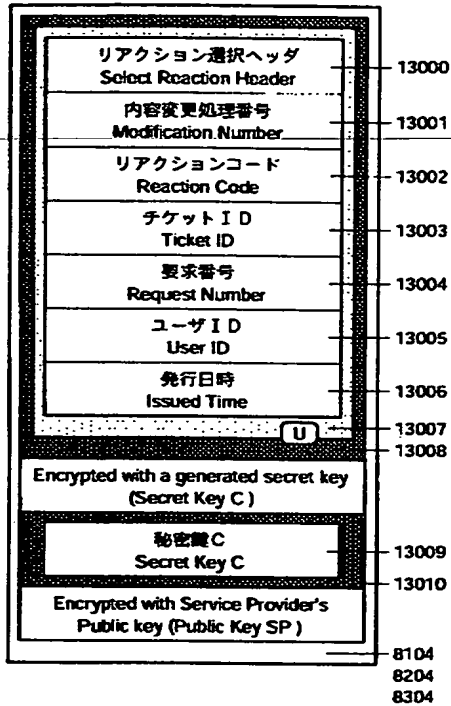 リアクション選択ヘッダ
Select Reaction Header
13000
内容変更処理番号
Modification Number
13001
リアクションコード
Reaction Code
13002
チケットID
Ticket ID
13003
要求番号
Request Number
13004
ユーザID
User ID
13005
発行日時
Issued Time
13006
13007
U
13008
Encrypted with a generated secret key
(Secret Key C )
秘密鍵C
Secret Key C
13009
13010
Encrypted with Service Provider's
Public key (Public Key SP )
8104
8204
8304